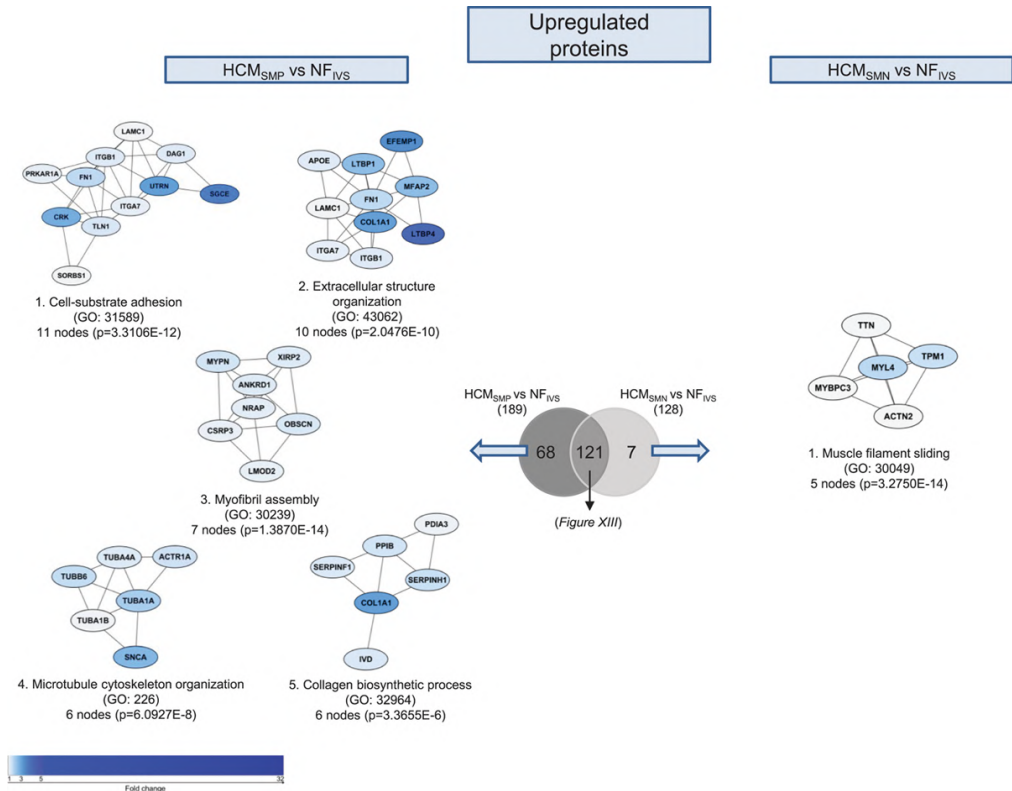 Upregulated
proteins
HCMSMP vs NFIVS
HCMSMN vs NFIVS
LAMC1
ITGB1
DAG1
PRKAR1A
FN1
UTRN
SGCE
ITGA7
CRK
TLN1
SORBS1
1. Cell-substrate adhesion
(GO: 31589)
11 nodes (p=3.3106E-12)
EFEMP1
APOE
LTBP1
MFAP2
FN1
LAMC1
COL1A1
LTBP4
ITGA7
ITGB1
2. Extracellular structure
organization
(GO: 43062)
10 nodes (p=2.0476E-10)
MYPN
XIRP2
ANKRD1
NRAP
CSRP3
OBSCN
LMOD2
3. Myofibril assembly
(GO: 30239)
7 nodes (p=1.3870E-14)
TUBA4A
ACTR1A
TUBB6
TUBA1A
TUBA1B
SNCA
4. Microtubule cytoskeleton organization
(GO: 226)
6 nodes (p=6.0927E-8)
PDIA3
PPIB
SERPINF1
SERPINH1
COL1A1
IVD
5. Collagen biosynthetic process
(GO: 32964)
6 nodes (p=3.3655E-6)
HCMSMP vs NFIVS
(189)
HCMSMN vs NFIVS
(128)
68
121
7
(Figure XIII)
TTN
TPM1
MYL4
MYBPC3
ACTN2
1. Muscle filament sliding
(GO: 30049)
5 nodes (p=3.2750E-14)
1 3 5 32
Fold change